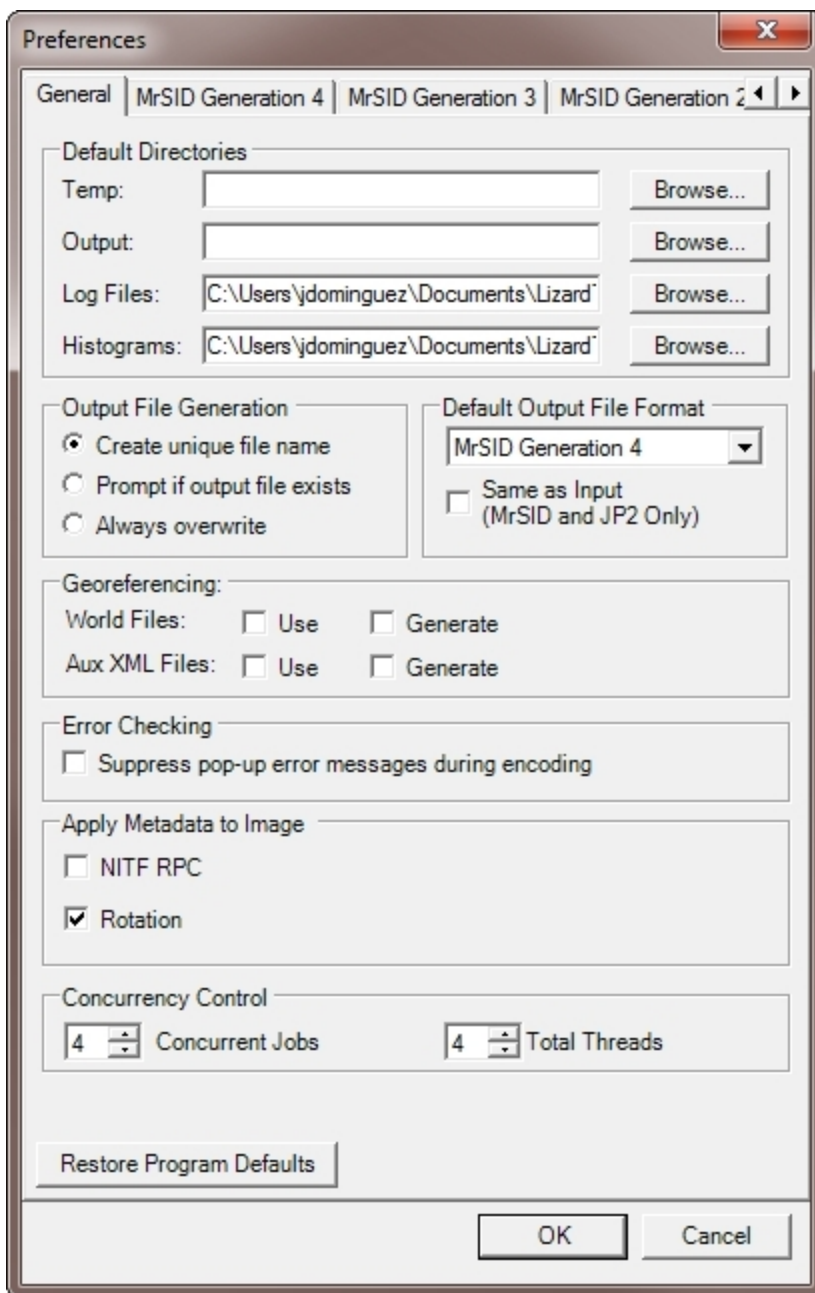 Preferences
General MrSID Generation 4 MrSID Generation 3 MrSID Generation 2
Default Directories
Temp: Browse...
Output: Browse...
Log Files: C:\Users\jdominguez\Documents\Lizard Browse...
Histograms: C:\Users\jdominguez\Documents\Lizard Browse...
Output File Generation
Create unique file name
Prompt if output file exists
Always overwrite
Default Output File Format
MrSID Generation 4
Same as Input
(MrSID and JP2 Only)
Georeferencing:
World Files: Use Generate
Aux XML Files: Use Generate
Error Checking
Suppress pop-up error messages during encoding
Apply Metadata to Image
NITF RPC
Rotation
Concurrency Control
4 Concurrent Jobs 4 Total Threads
Restore Program Defaults
OK Cancel